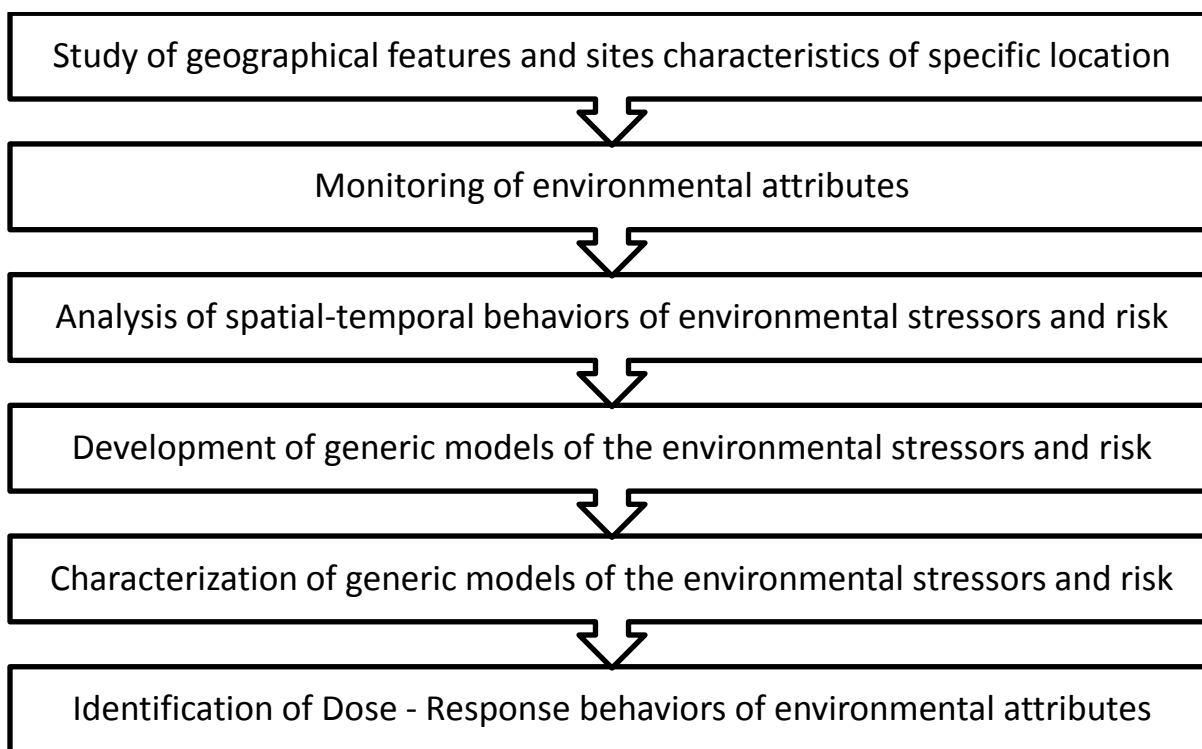 Study of geographical features and sites characteristics of specific location
Monitoring of environmental attributes
Analysis of spatial-temporal behaviors of environmental stressors and risk
Development of generic models of the environmental stressors and risk
Characterization of generic models of the environmental stressors and risk
Identification of Dose - Response behaviors of environmental attributes